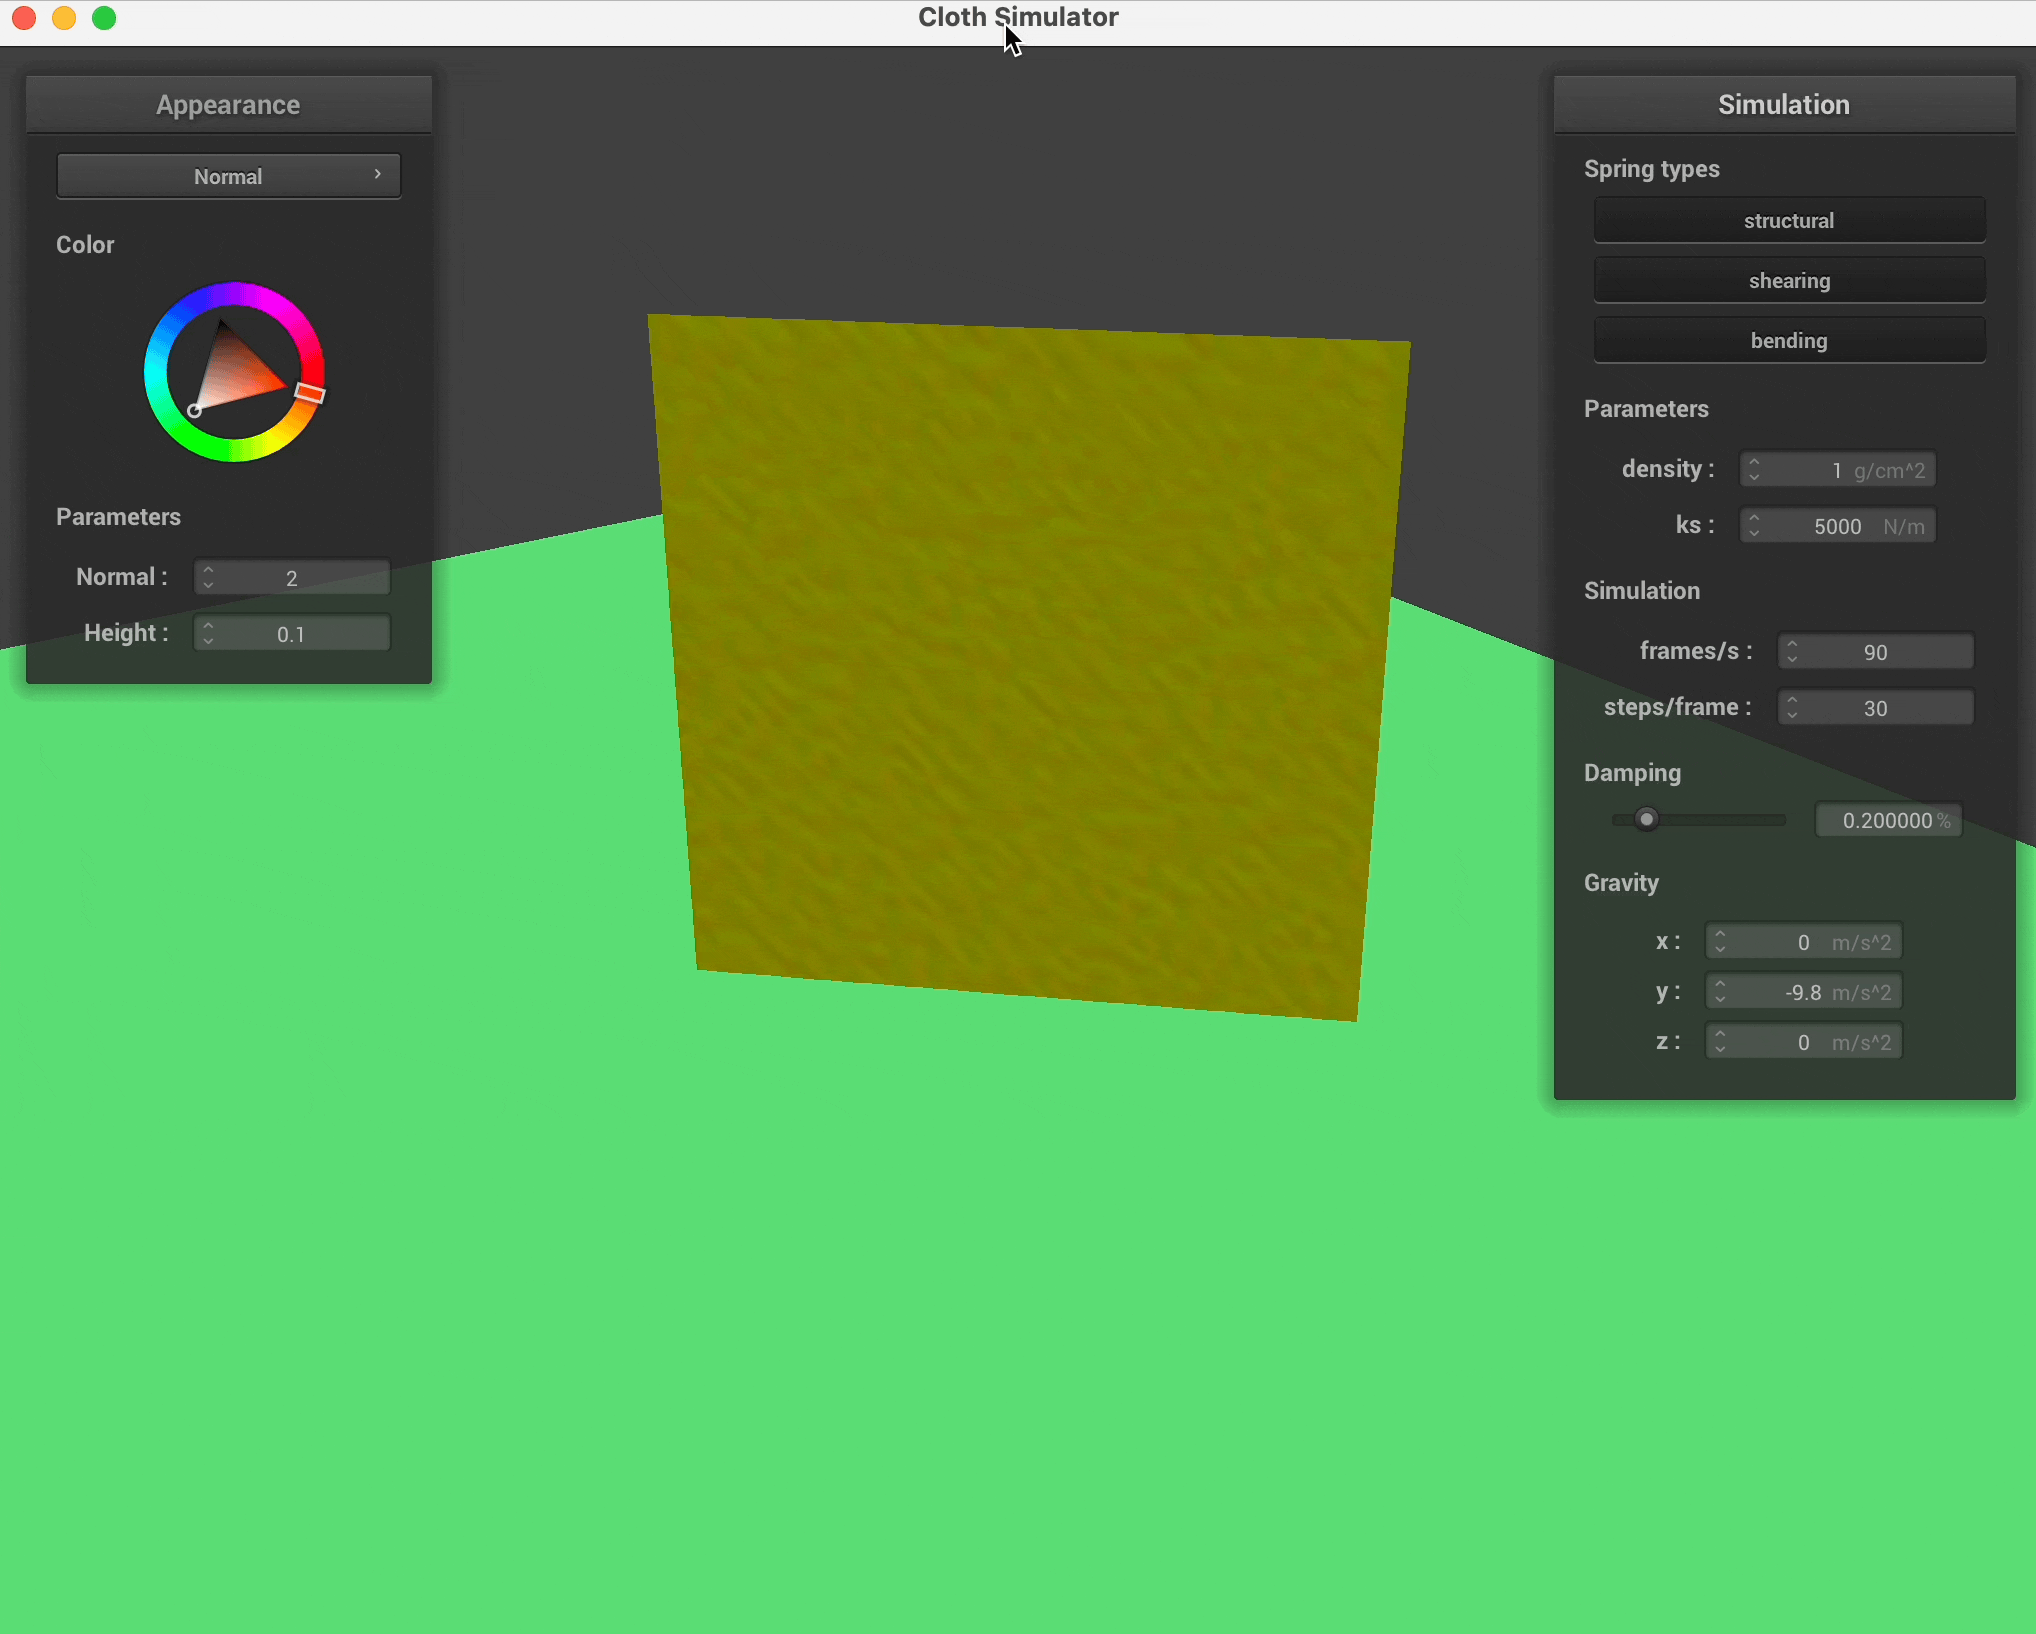 Cloth Simulator
Appearance
Normal
Color
Parameters
Normal : 2
Height : 0.1
Simulation
Spring types
structural
shearing
bending
Parameters
density : 1 g/cm^2
ks : 5000 N/m
Simulation
frames/s : 90
steps/frame : 30
Damping
0.200000 %
Gravity
x : 0 m/s^2
y : -9.8 m/s^2
z : 0 m/s^2